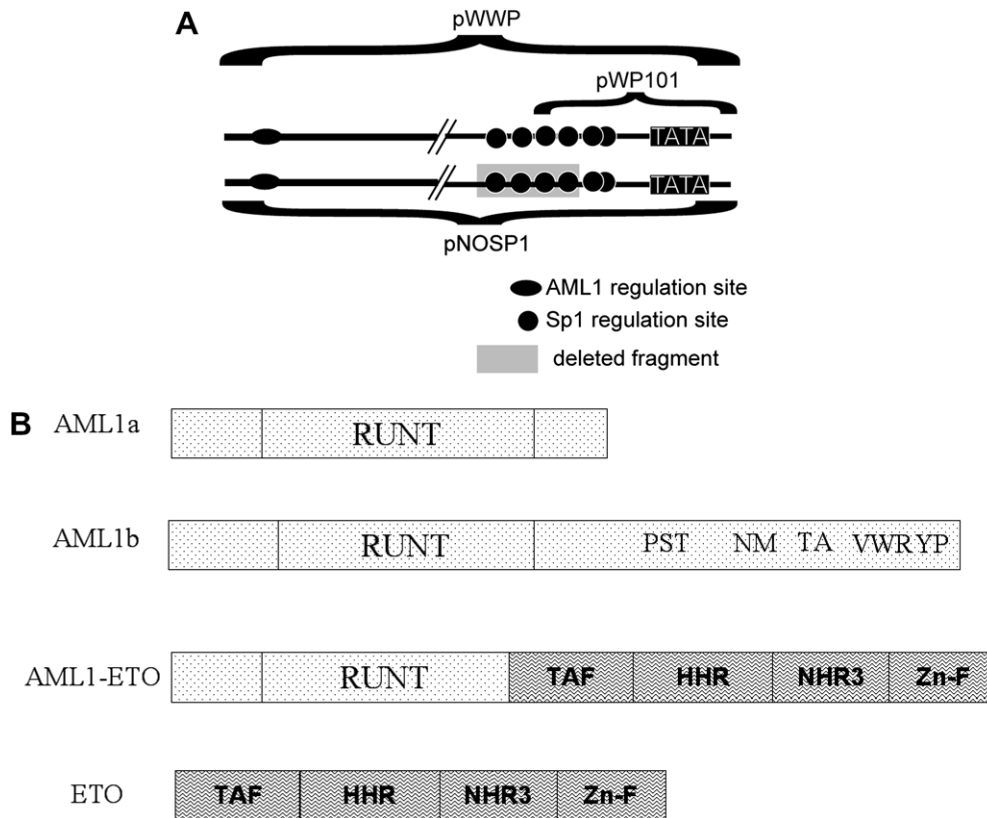 A
pWWP
pWP101
TATA
TATA
pNOSP1
AML1 regulation site
Sp1 regulation site
deleted fragment
B
AML1a
RUNT
AML1b
RUNT PST NM TA VWRYP
AML1-ETO
RUNT TAF HHR NHR3 Zn-F
ETO
TAF HHR NHR3 Zn-F